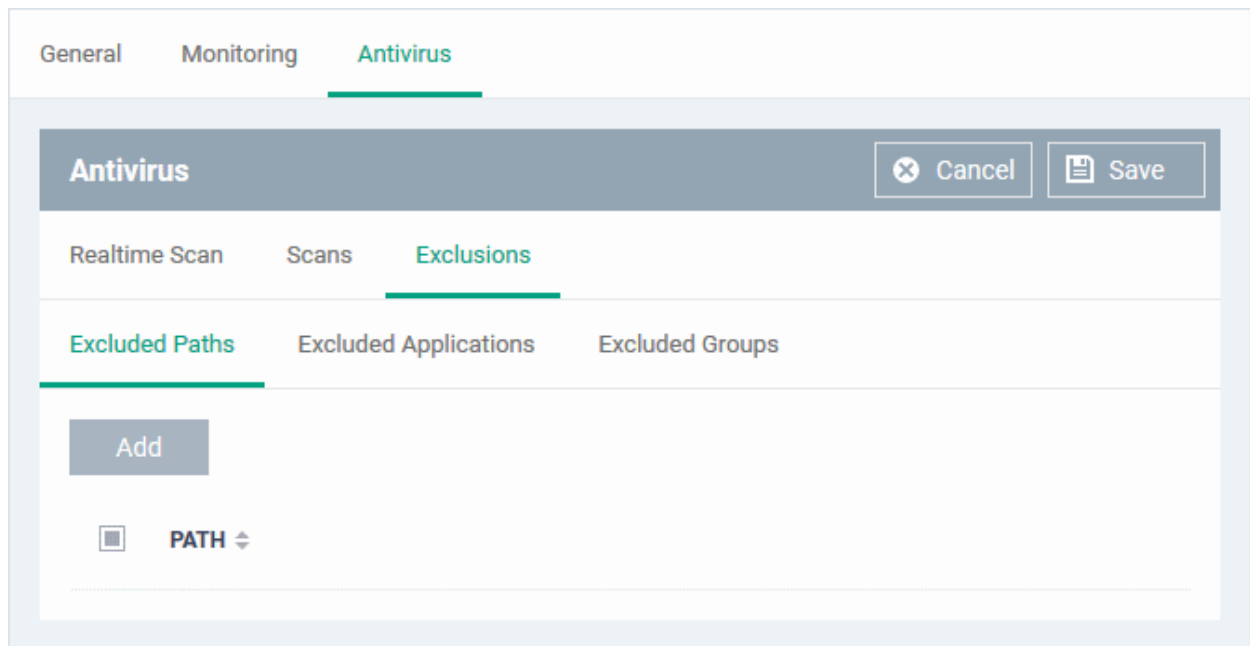 General Monitoring Antivirus
Antivirus Cancel Save
Realtime Scan Scans Exclusions
Excluded Paths Excluded Applications Excluded Groups
Add
PATH